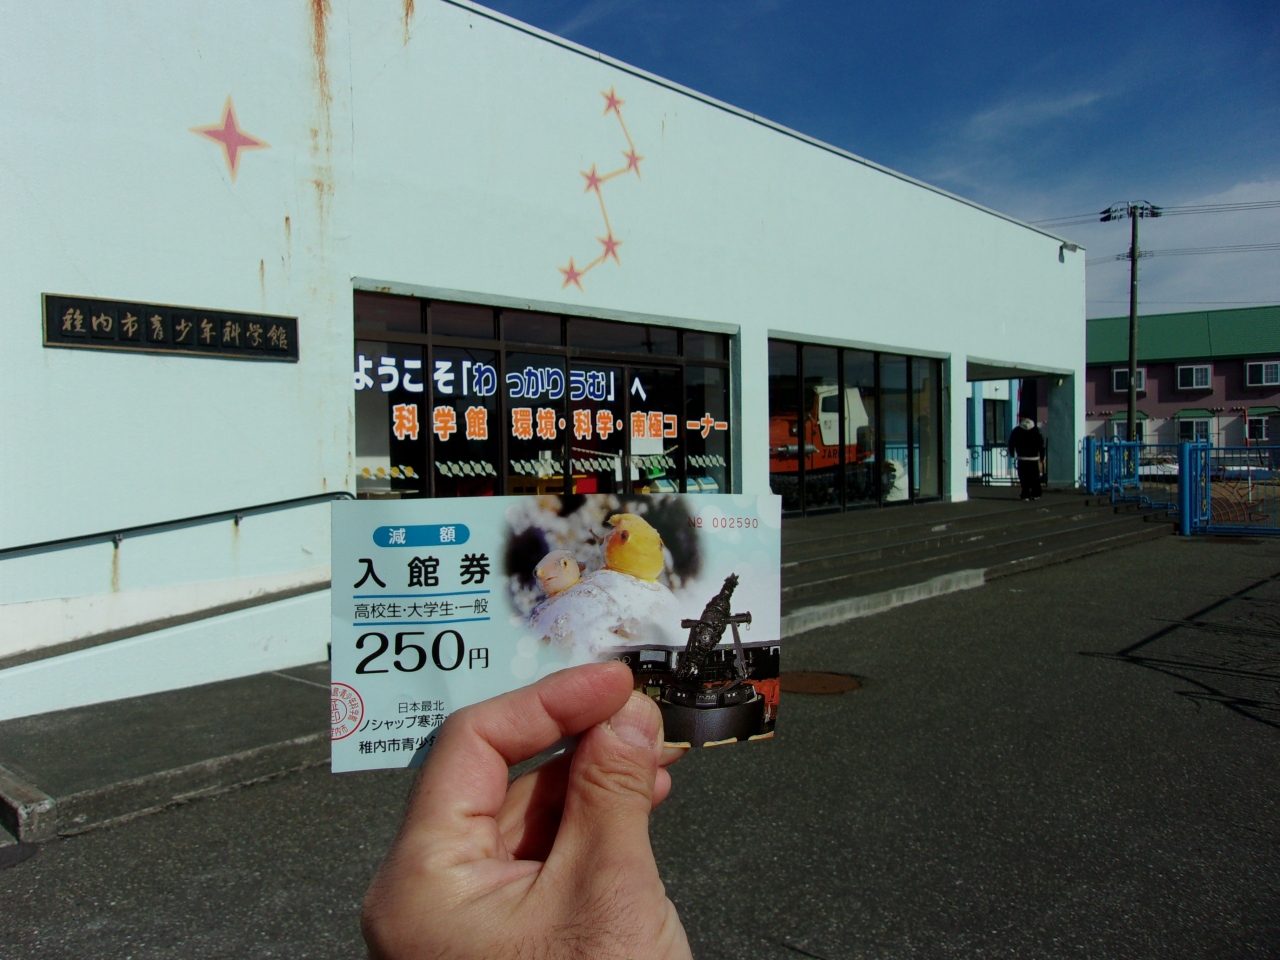 稚内市青少年科学館
ようこそ「わっかりうむ」へ
科学館 環境・科学・南極コーナー
JARE
減額
№ 002590
入館券
高校生・大学生・一般
250円
日本最北
ノシャップ寒流
稚内市青少